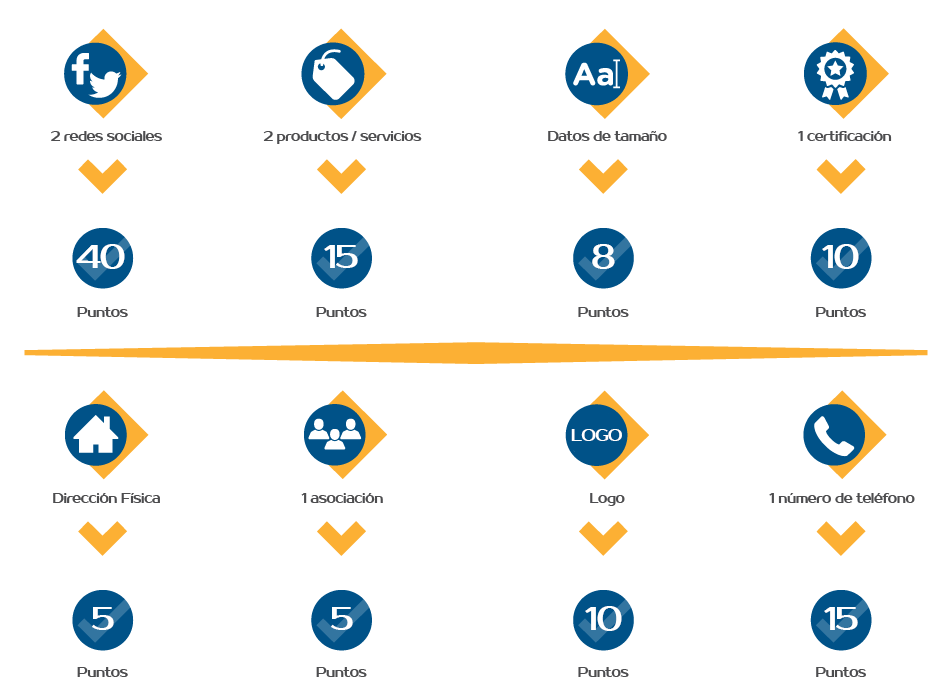 Aa
2 redes sociales
2 productos / servicios
Datos de tamaño
1 certificación
40
15
8
10
Puntos
Puntos
Puntos
Puntos
LOGO
Dirección Física
1 asociación
Logo
1 número de teléfono
5
5
10
15
Puntos
Puntos
Puntos
Puntos